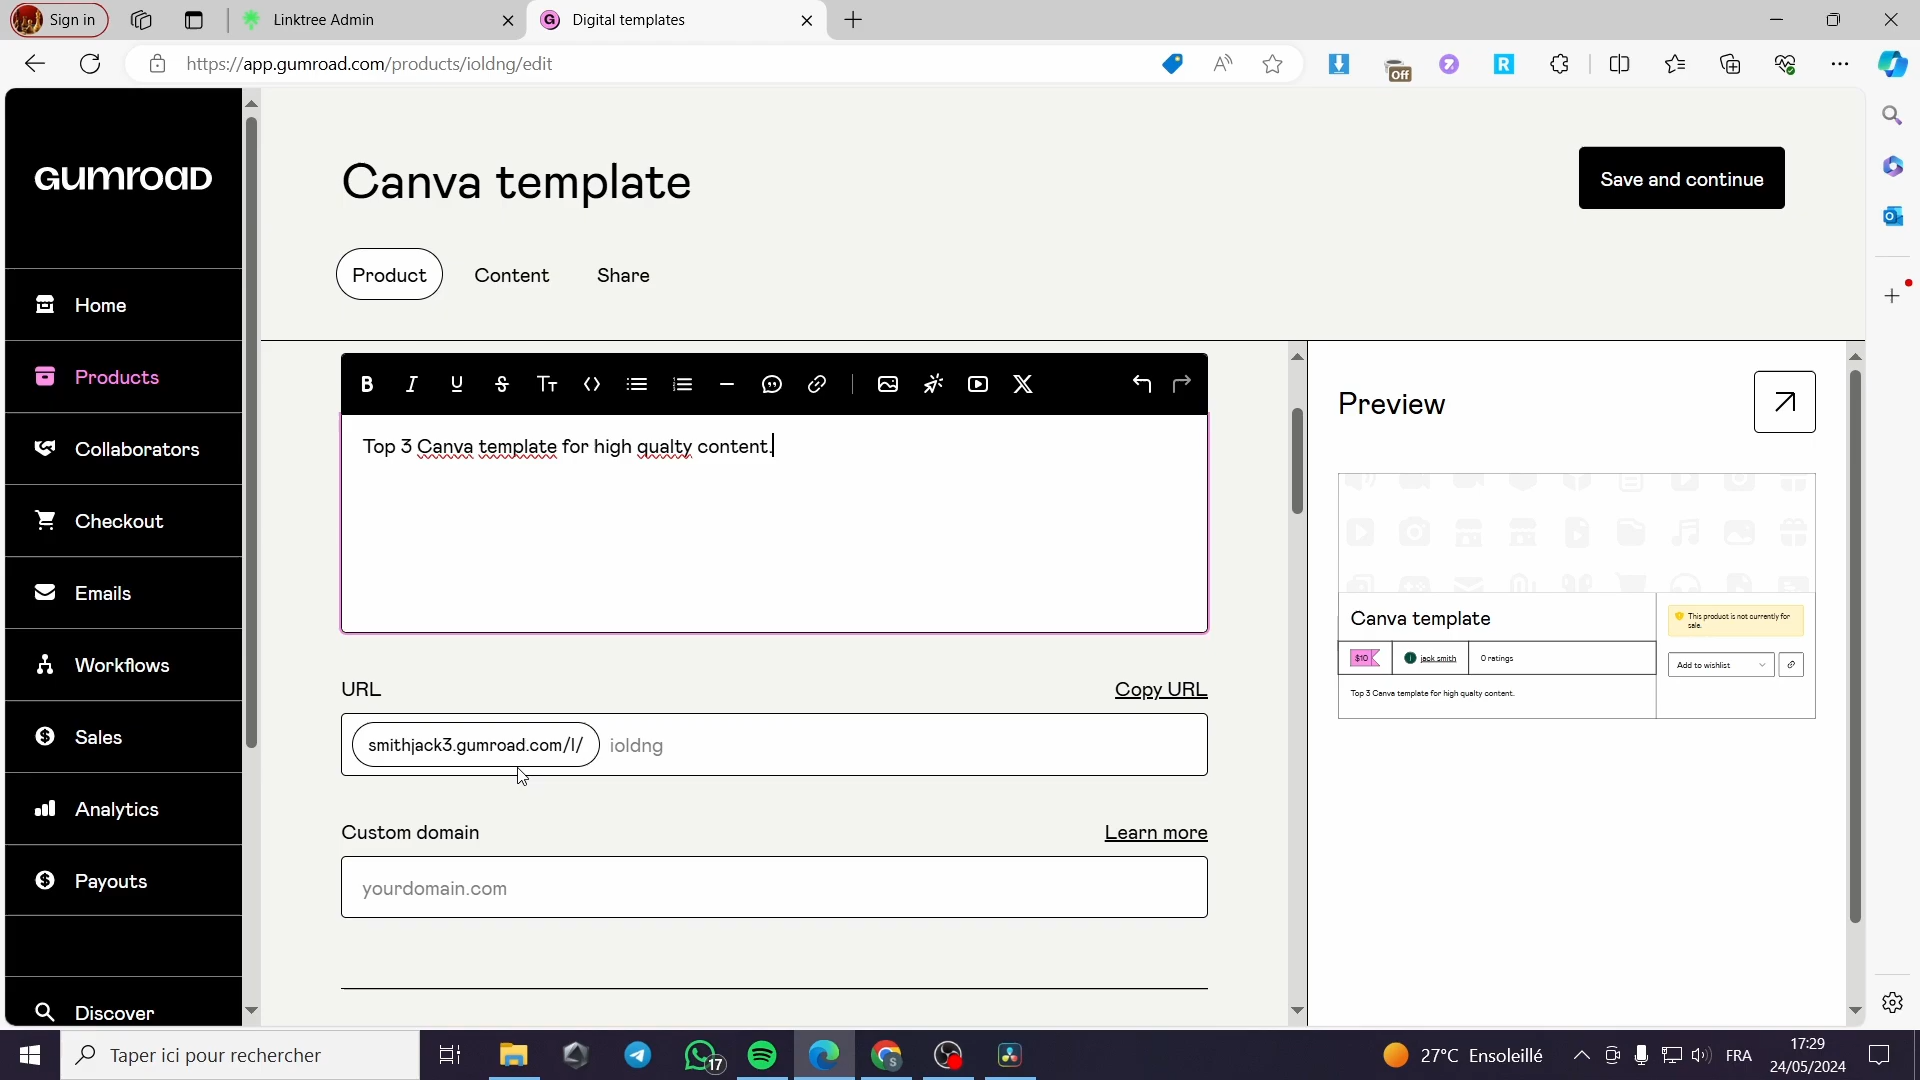 Sign in
Linktree Admin
Digital templates
https://app.gumroad.com/products/ioldng/edit
Off
GUMROAD
Canva template
Save and continue
Product
Content
Share
Home
Products
Collaborators
Checkout
Emails
Workflows
Sales
Analytics
Payouts
Discover
Top 3 Canva template for high qualty content.
URL
Copy URL
smithjack3.gumroad.com/l/
ioldng
Custom domain
Learn more
yourdomain.com
Preview
Canva template
This product is not currently for
sale.
$10
jack smith
0 ratings
Add to wishlist
Top 3 Canva template for high qualty content.
Taper ici pour rechercher
17
27°C Ensoleillé
FRA
17:29
24/05/2024